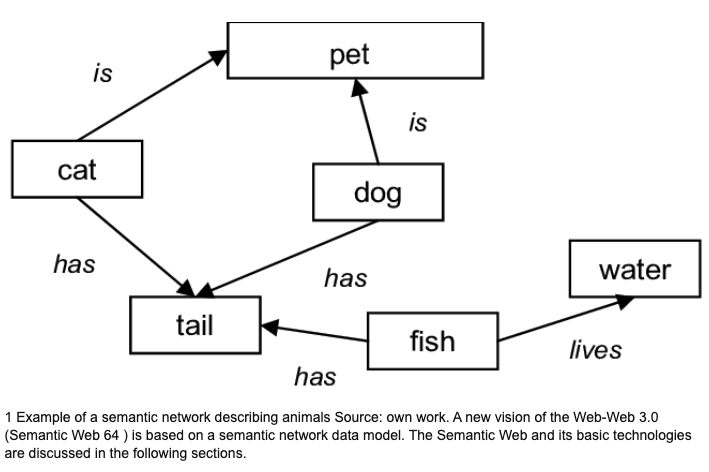 pet
is
is
cat
dog
has
has
water
tail
fish
lives
has
1 Example of a semantic network describing animals Source: own work. A new vision of the Web-Web 3.0
(Semantic Web 64 ) is based on a semantic network data model. The Semantic Web and its basic technologies
are discussed in the following sections.